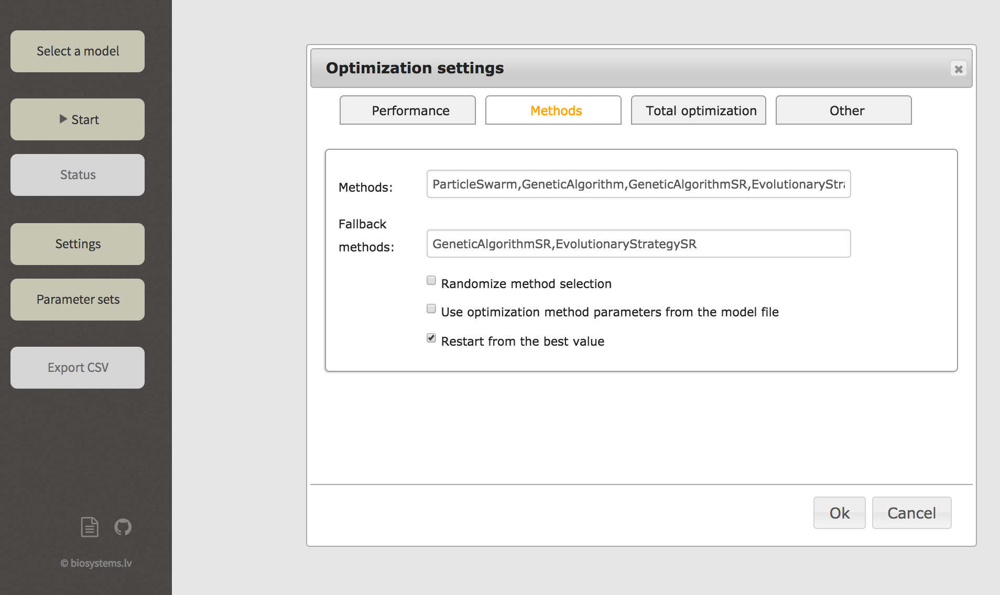 Select a model
Start
Status
Settings
Parameter sets
Export CSV
© biosystems.lv
Optimization settings
Performance Methods Total optimization Other
Methods: ParticleSwarm,GeneticAlgorithm,GeneticAlgorithmSR,EvolutionaryStra
Fallback
methods: GeneticAlgorithmSR,EvolutionaryStrategySR
Randomize method selection
Use optimization method parameters from the model file
Restart from the best value
Ok Cancel